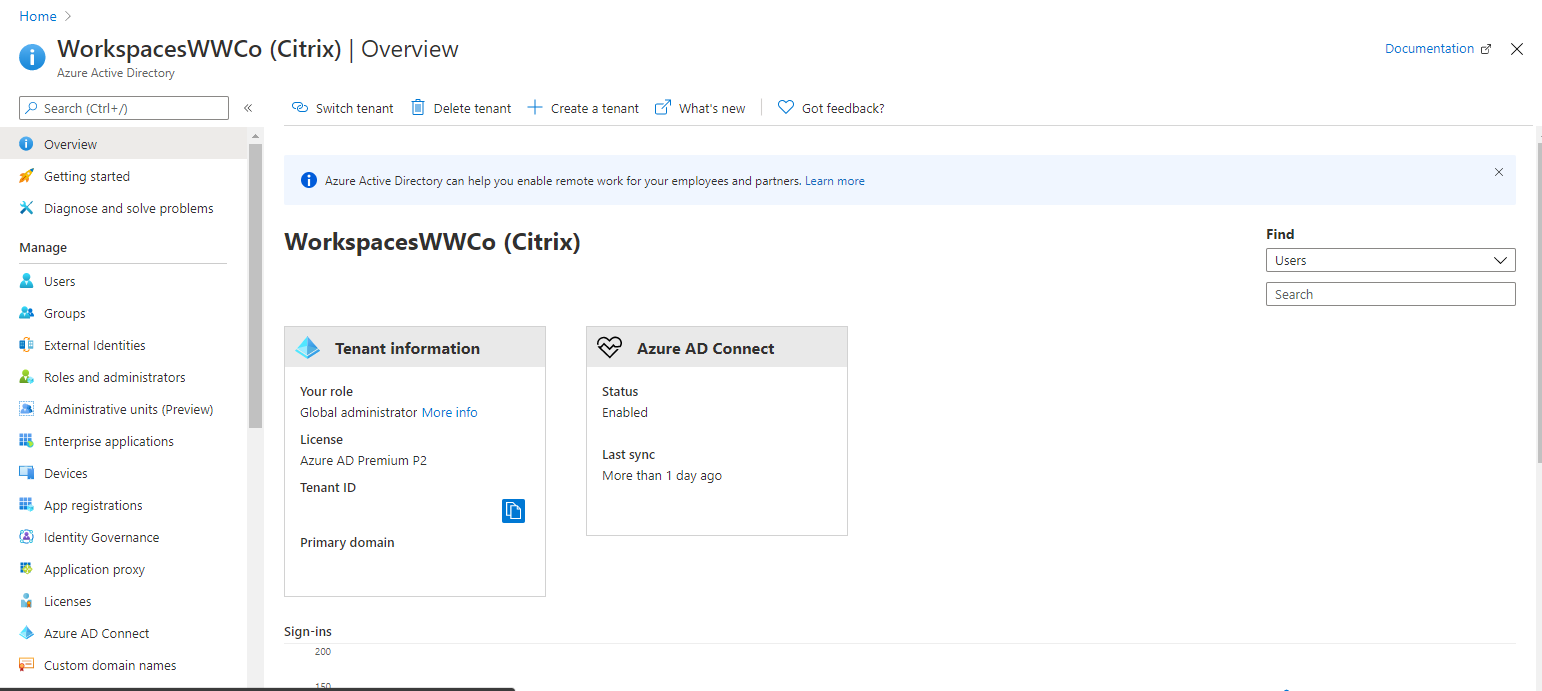 Home
WorkspacesWWCo (Citrix) | Overview
Azure Active Directory
Documentation
Search (Ctrl+/)
«
Switch tenant
Delete tenant
Create a tenant
What's new
Got feedback?
Overview
Getting started
Diagnose and solve problems
Manage
Users
Groups
External Identities
Roles and administrators
Administrative units (Preview)
Enterprise applications
Devices
App registrations
Identity Governance
Application proxy
Licenses
Azure AD Connect
Custom domain names
Azure Active Directory can help you enable remote work for your employees and partners. Learn more
WorkspacesWWCo (Citrix)
Find
Users
Search
Tenant information
Your role
Global administrator More info
License
Azure AD Premium P2
Tenant ID
Primary domain
Azure AD Connect
Status
Enabled
Last sync
More than 1 day ago
Sign-ins
200
150